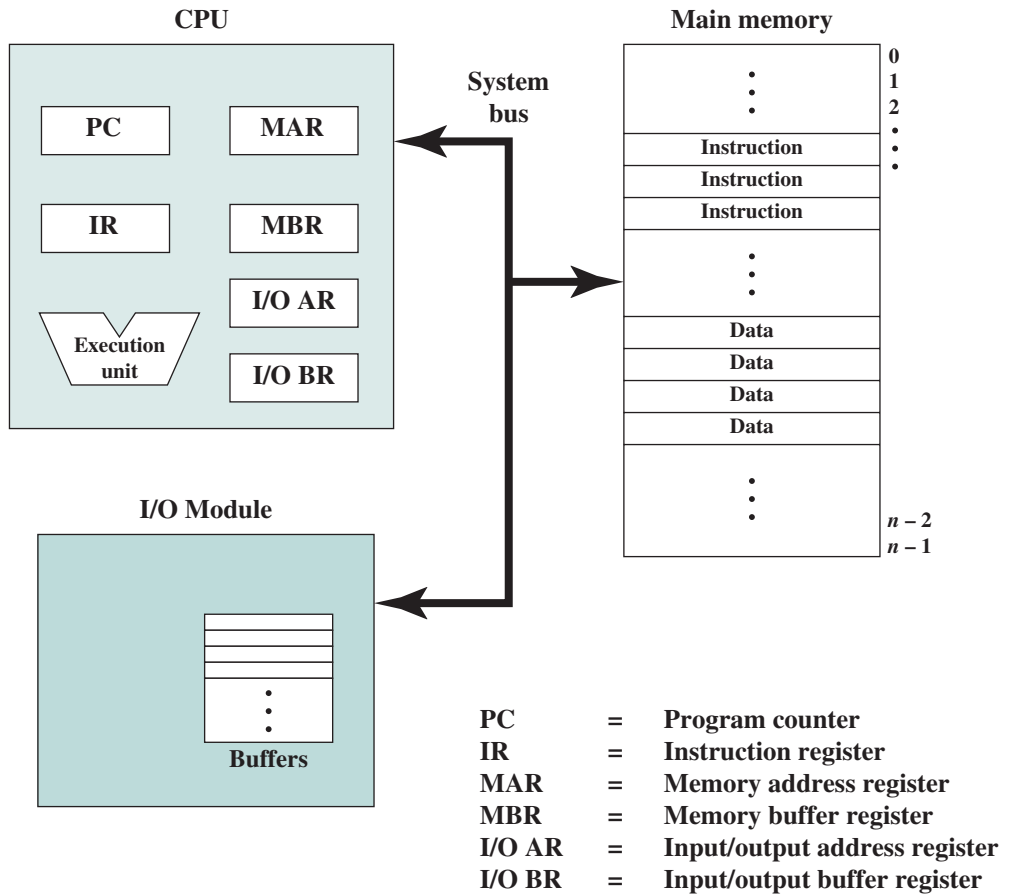 CPU
PC
MAR
IR
MBR
I/O AR
Execution
unit
I/O BR
System
bus
Main memory
0
1
2
Instruction
Instruction
Instruction
Data
Data
Data
Data
n – 2
n – 1
I/O Module
Buffers
PC = Program counter
IR = Instruction register
MAR = Memory address register
MBR = Memory buffer register
I/O AR = Input/output address register
I/O BR = Input/output buffer register